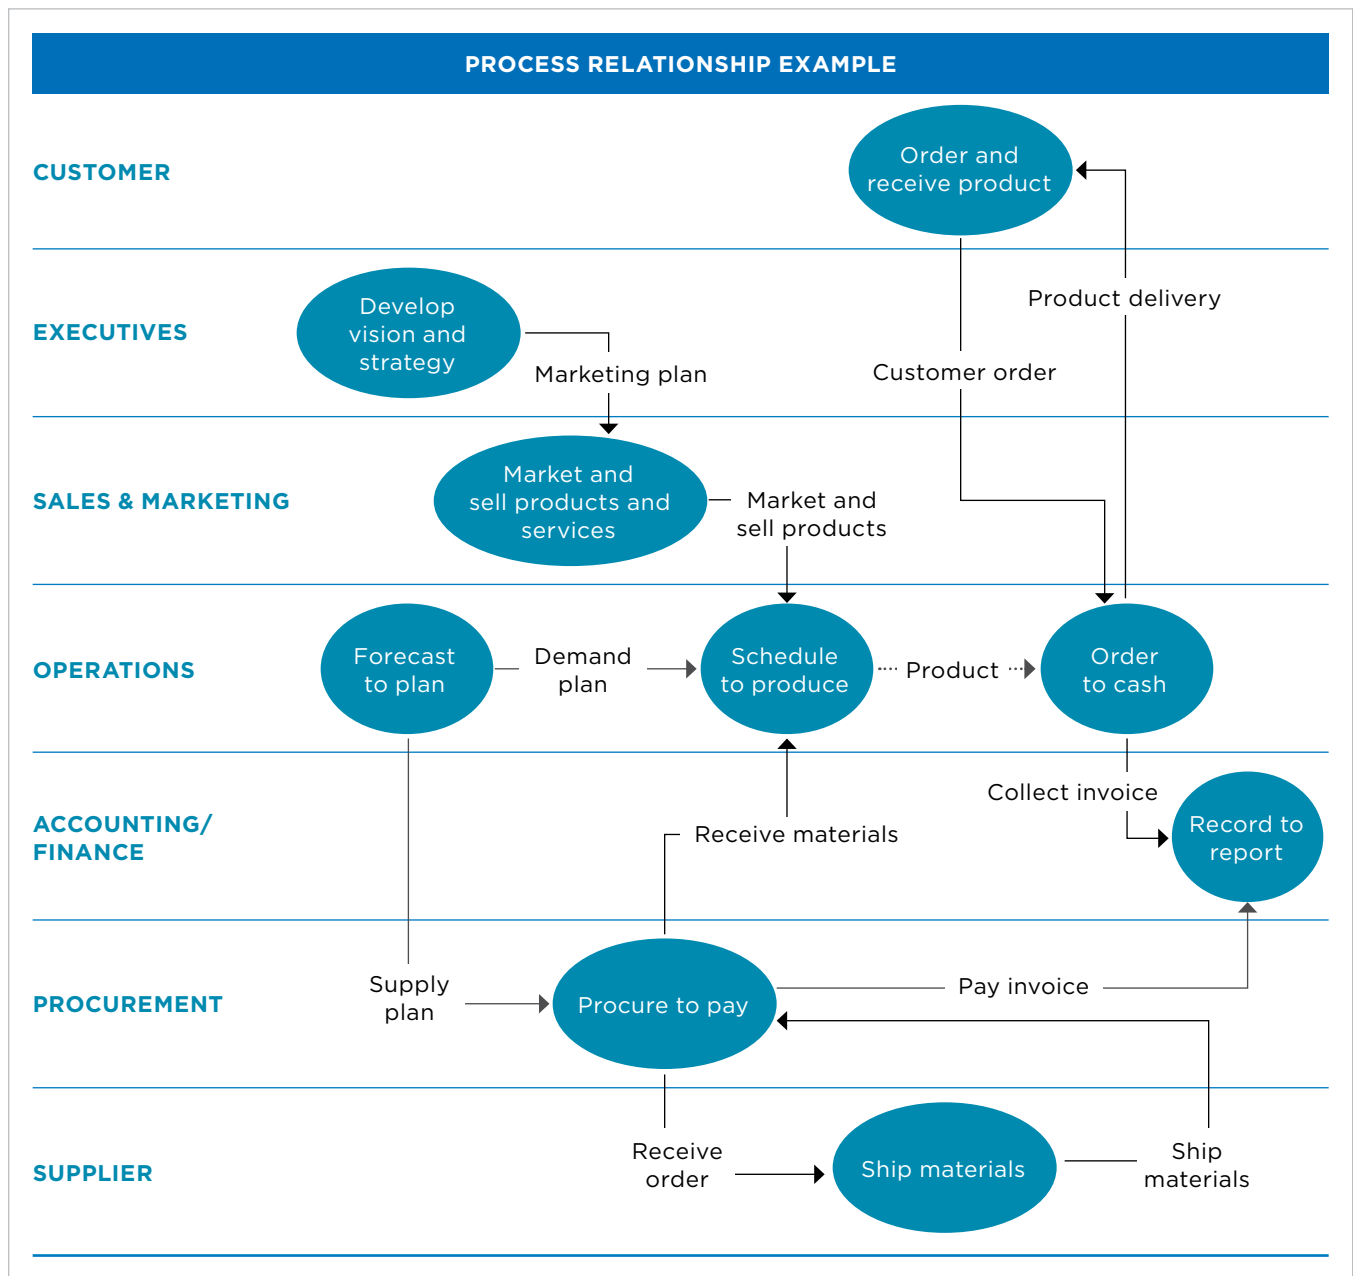 PROCESS RELATIONSHIP EXAMPLE
CUSTOMER
Order and
receive product
Product delivery
EXECUTIVES
Develop
vision and
strategy
Marketing plan
Customer order
SALES & MARKETING
Market and
sell products and
services
Market and
sell products
OPERATIONS
Forecast
to plan
Demand
plan
Schedule
to produce
Product
Order
to cash
ACCOUNTING/
FINANCE
Receive materials
Collect invoice
Record to
report
PROCUREMENT
Supply
plan
Procure to pay
Pay invoice
SUPPLIER
Receive
order
Ship materials
Ship
materials